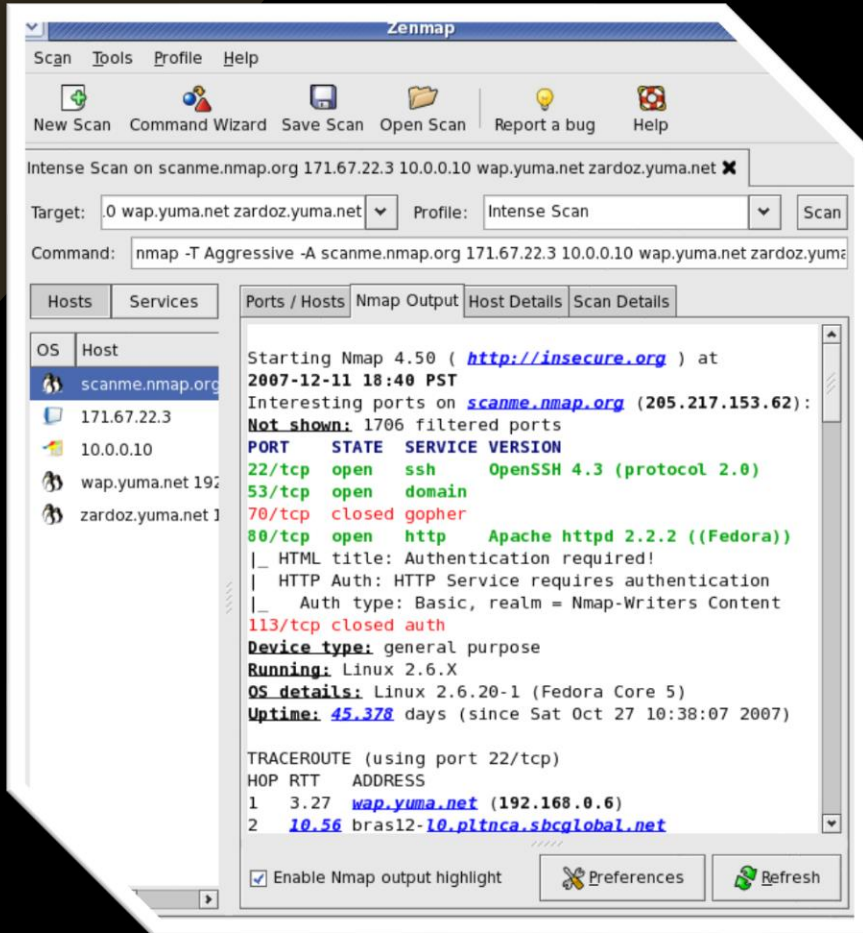 Zenmap
Scan Tools Profile Help
New Scan Command Wizard Save Scan Open Scan Report a bug Help
Intense Scan on scanme.nmap.org 171.67.22.3 10.0.0.10 wap.yuma.net zardoz.yuma.net
Target: .0 wap.yuma.net zardoz.yuma.net Profile: Intense Scan Scan
Command: nmap -T Aggressive -A scanme.nmap.org 171.67.22.3 10.0.0.10 wap.yuma.net zardoz.yuma
Hosts Services
OS Host
scanme.nmap.org
171.67.22.3
10.0.0.10
wap.yuma.net 192
zardoz.yuma.net 1
Ports / Hosts Nmap Output Host Details Scan Details
Starting Nmap 4.50 ( http://insecure.org ) at
2007-12-11 18:40 PST
Interesting ports on scanme.nmap.org (205.217.153.62):
Not shown: 1706 filtered ports
PORT STATE SERVICE VERSION
22/tcp open ssh OpenSSH 4.3 (protocol 2.0)
53/tcp open domain
70/tcp closed gopher
80/tcp open http Apache httpd 2.2.2 ((Fedora))
|_ HTML title: Authentication required!
| HTTP Auth: HTTP Service requires authentication
|_ Auth type: Basic, realm = Nmap-Writers Content
113/tcp closed auth
Device type: general purpose
Running: Linux 2.6.X
OS details: Linux 2.6.20-1 (Fedora Core 5)
Uptime: 45.378 days (since Sat Oct 27 10:38:07 2007)
TRACEROUTE (using port 22/tcp)
HOP RTT ADDRESS
1 3.27 wap.yuma.net (192.168.0.6)
2 10.56 bras12-l0.pltnca.sbcglobal.net
Enable Nmap output highlight Preferences Refresh